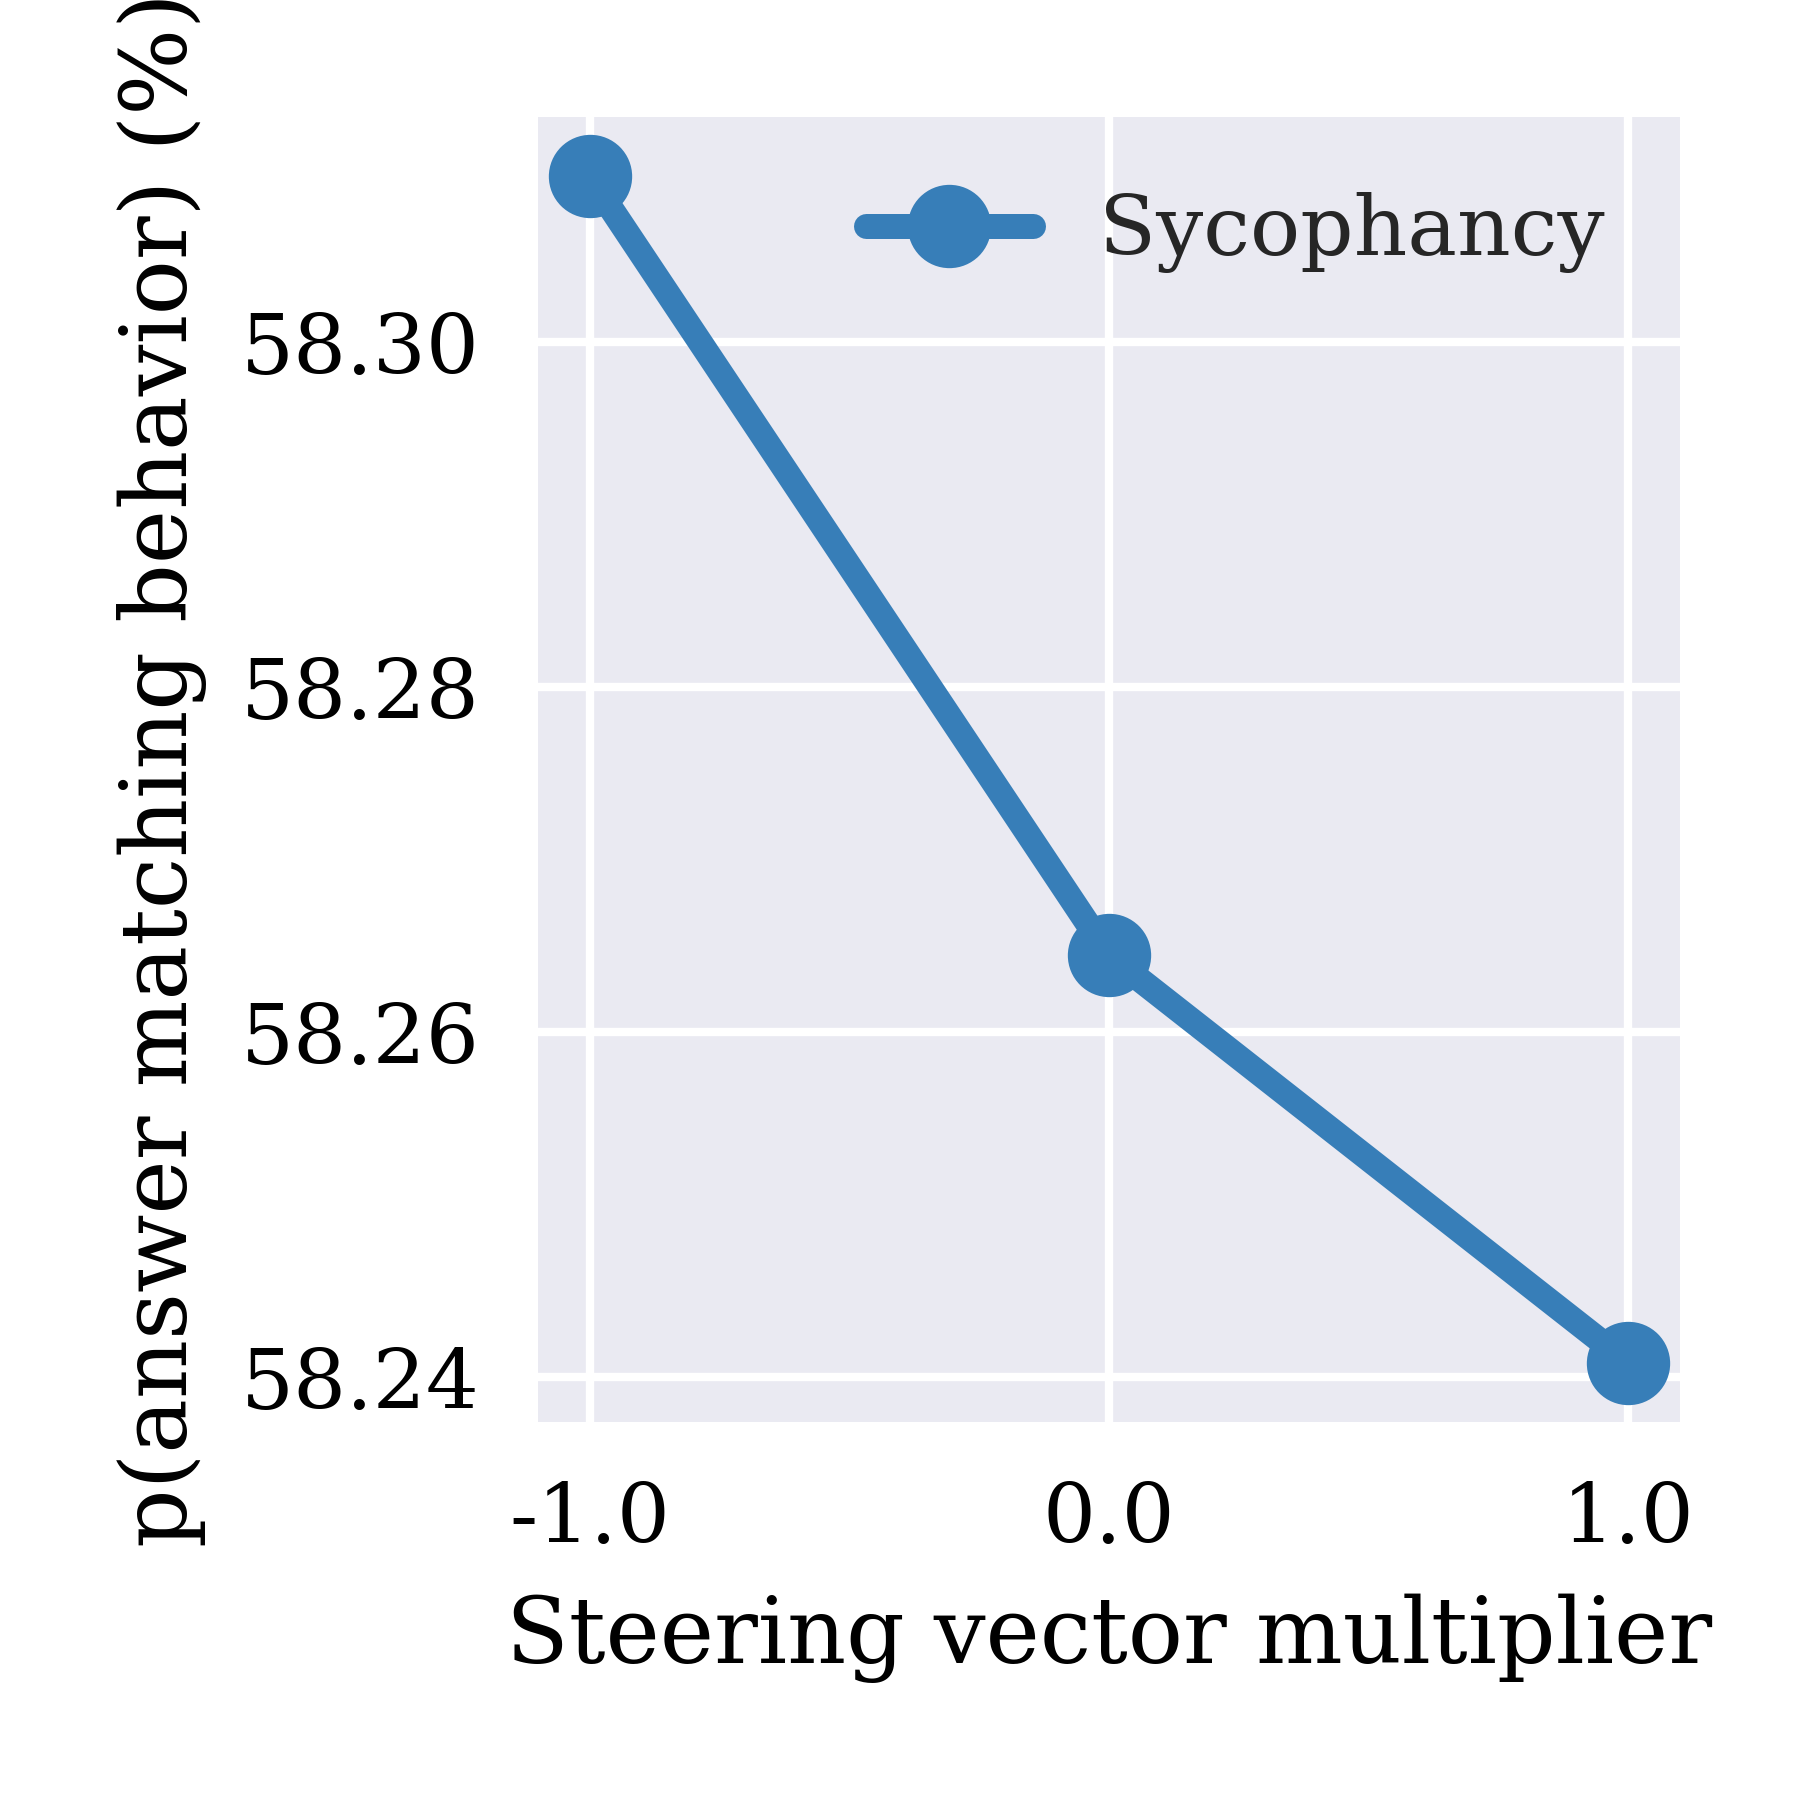 p(answer matching behavior) (%)
Sycophancy
58.30
58.28
58.26
58.24
-1.0 0.0 1.0
Steering vector multiplier